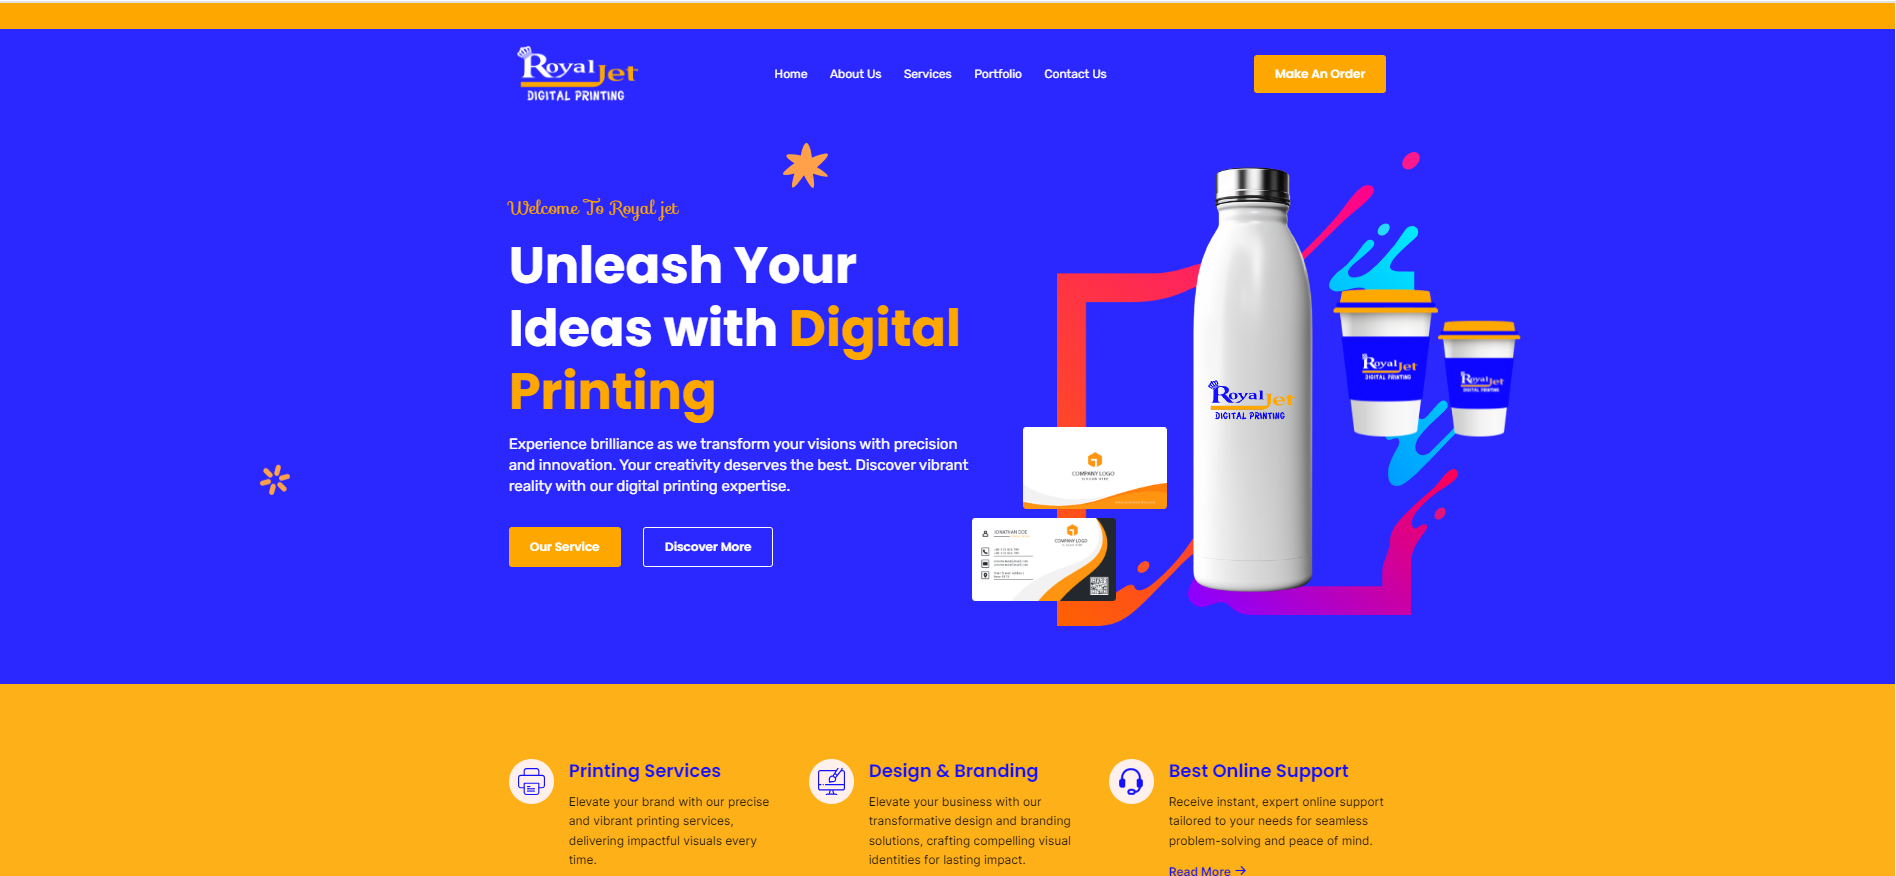 Royal Jet
DIGITAL PRINTING
Home
About Us
Services
Portfolio
Contact Us
Make An Order
Welcome To Royal jet
Unleash Your
Ideas with Digital
Printing
Experience brilliance as we transform your visions with precision
and innovation. Your creativity deserves the best. Discover vibrant
reality with our digital printing expertise.
Our Service
Discover More
Royal Jet
DIGITAL PRINTING
Royal Jet
DIGITAL PRINTING
Royal Jet
DIGITAL PRINTING
COMPANY LOGO
SLOGAN HERE
JONATHAN DOE
COMPANY LOGO
Printing Services
Elevate your brand with our precise
and vibrant printing services,
delivering impactful visuals every
time.
Design & Branding
Elevate your business with our
transformative design and branding
solutions, crafting compelling visual
identities for lasting impact.
Best Online Support
Receive instant, expert online support
tailored to your needs for seamless
problem-solving and peace of mind.
Read More